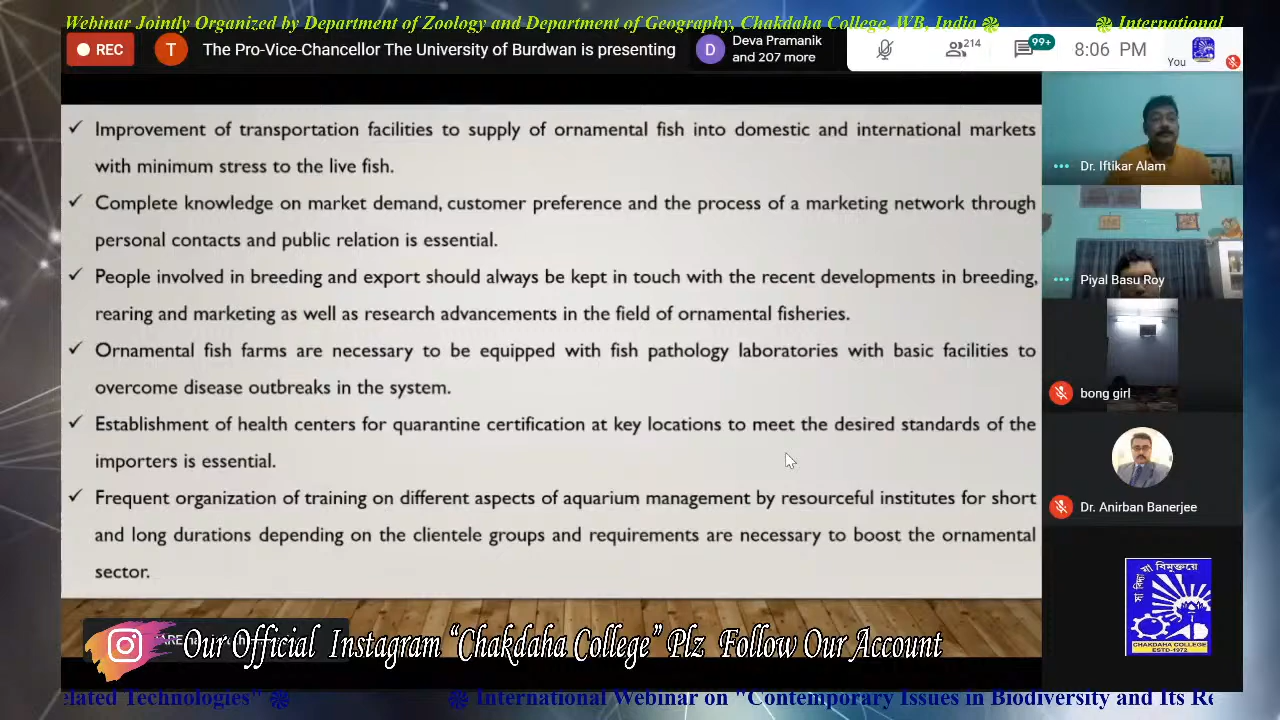 Webinar Jointly Organized by Department of Zoology and Department of Geography, Chakdaha College, WB, India ֍ ֍ International
REC
T
The Pro-Vice-Chancellor The University of Burdwan is presenting
D
Deva Pramanik
and 207 more
214
99+
8:06 PM
You
✓ Improvement of transportation facilities to supply of ornamental fish into domestic and international markets
with minimum stress to the live fish.
✓ Complete knowledge on market demand, customer preference and the process of a marketing network through
personal contacts and public relation is essential.
✓ People involved in breeding and export should always be kept in touch with the recent developments in breeding,
rearing and marketing as well as research advancements in the field of ornamental fisheries.
✓ Ornamental fish farms are necessary to be equipped with fish pathology laboratories with basic facilities to
overcome disease outbreaks in the system.
✓ Establishment of health centers for quarantine certification at key locations to meet the desired standards of the
importers is essential.
✓ Frequent organization of training on different aspects of aquarium management by resourceful institutes for short
and long durations depending on the clientele groups and requirements are necessary to boost the ornamental
sector.
Dr. Iftikar Alam
Piyal Basu Roy
bong girl
Dr. Anirban Banerjee
সা বিদ্যা যা বিমুক্তয়ে
CHAKDAHA COLLEGE
ESTD-1972
Our Official Instagram “Chakdaha College” Plz Follow Our Account
elated Technologies" ֍ ֍ International Webinar on "Contemporary Issues in Biodiversity and Its Re